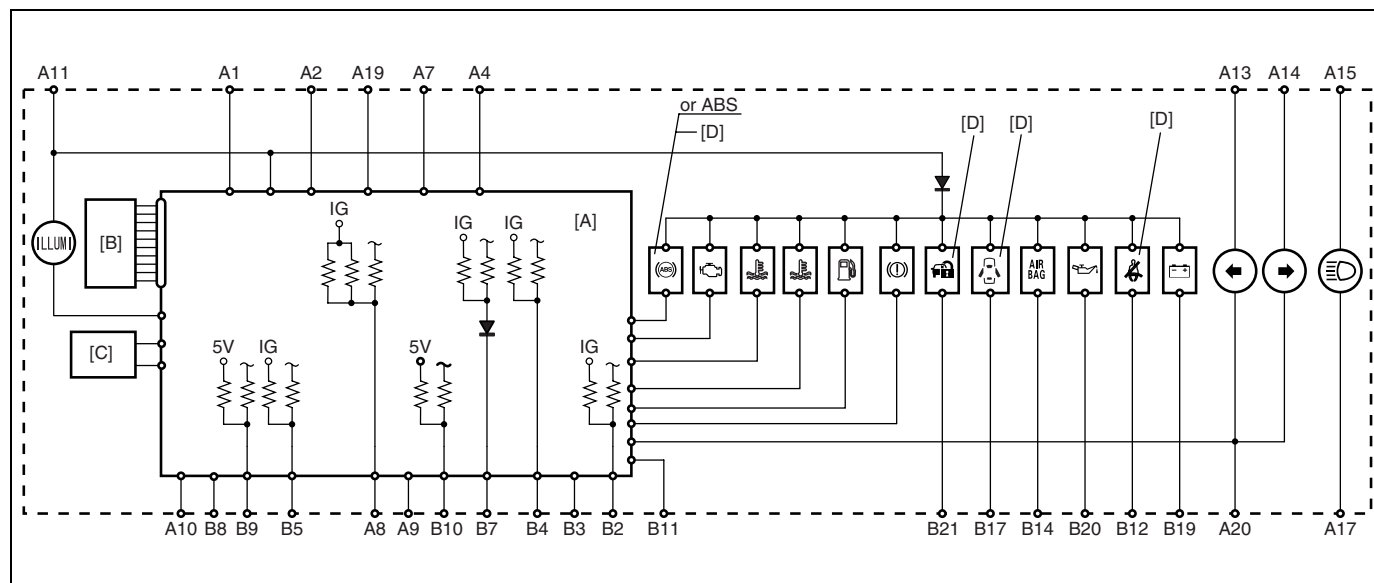 A11 A1 A2 A19 A7 A4 A13 A14 A15
or ABS
[D] [D] [D] [D]
IG IG IG [A]
[B]
ILLUMI
ABS
AIR
BAG
5V IG 5V IG
[C]
A10 B8 B9 B5 A8 A9 B10 B7 B4 B3 B2 B11 B21 B17 B14 B20 B12 B19 A20 A17